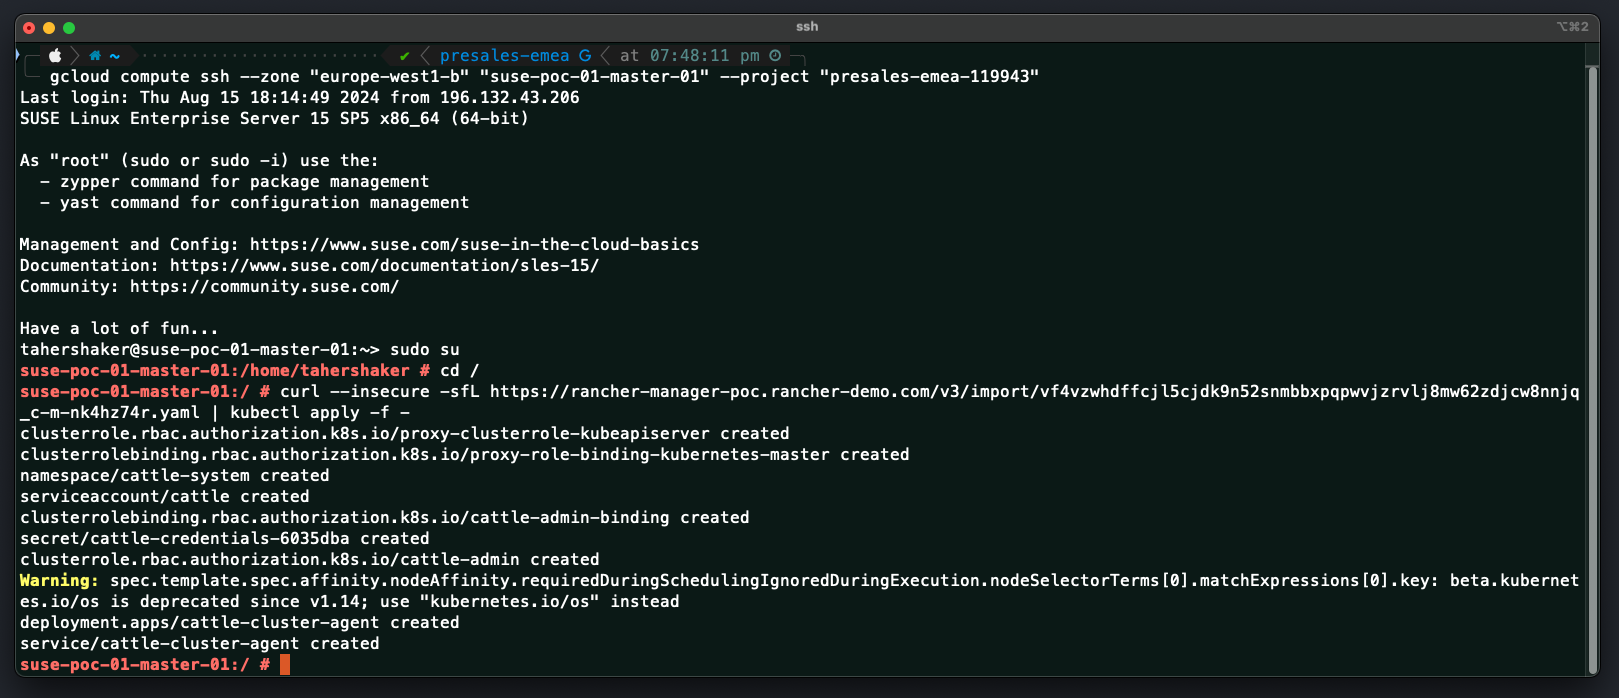 ssh
⌥⌘2
~ ✔ presales-emea G at 07:48:11 pm
gcloud compute ssh --zone "europe-west1-b" "suse-poc-01-master-01" --project "presales-emea-119943"
Last login: Thu Aug 15 18:14:49 2024 from 196.132.43.206
SUSE Linux Enterprise Server 15 SP5 x86_64 (64-bit)
As "root" (sudo or sudo -i) use the:
- zypper command for package management
- yast command for configuration management
Management and Config: https://www.suse.com/suse-in-the-cloud-basics
Documentation: https://www.suse.com/documentation/sles-15/
Community: https://community.suse.com/
Have a lot of fun...
tahershaker@suse-poc-01-master-01:~> sudo su
suse-poc-01-master-01:/home/tahershaker # cd /
suse-poc-01-master-01:/ # curl --insecure -sfL https://rancher-manager-poc.rancher-demo.com/v3/import/vf4vzwhdffcjl5cjdk9n52snmbbxpqpwvjzrvlj8mw62zdjcw8nnjq
_c-m-nk4hz74r.yaml | kubectl apply -f -
clusterrole.rbac.authorization.k8s.io/proxy-clusterrole-kubeapiserver created
clusterrolebinding.rbac.authorization.k8s.io/proxy-role-binding-kubernetes-master created
namespace/cattle-system created
serviceaccount/cattle created
clusterrolebinding.rbac.authorization.k8s.io/cattle-admin-binding created
secret/cattle-credentials-6035dba created
clusterrole.rbac.authorization.k8s.io/cattle-admin created
Warning: spec.template.spec.affinity.nodeAffinity.requiredDuringSchedulingIgnoredDuringExecution.nodeSelectorTerms[0].matchExpressions[0].key: beta.kubernet
es.io/os is deprecated since v1.14; use "kubernetes.io/os" instead
deployment.apps/cattle-cluster-agent created
service/cattle-cluster-agent created
suse-poc-01-master-01:/ #